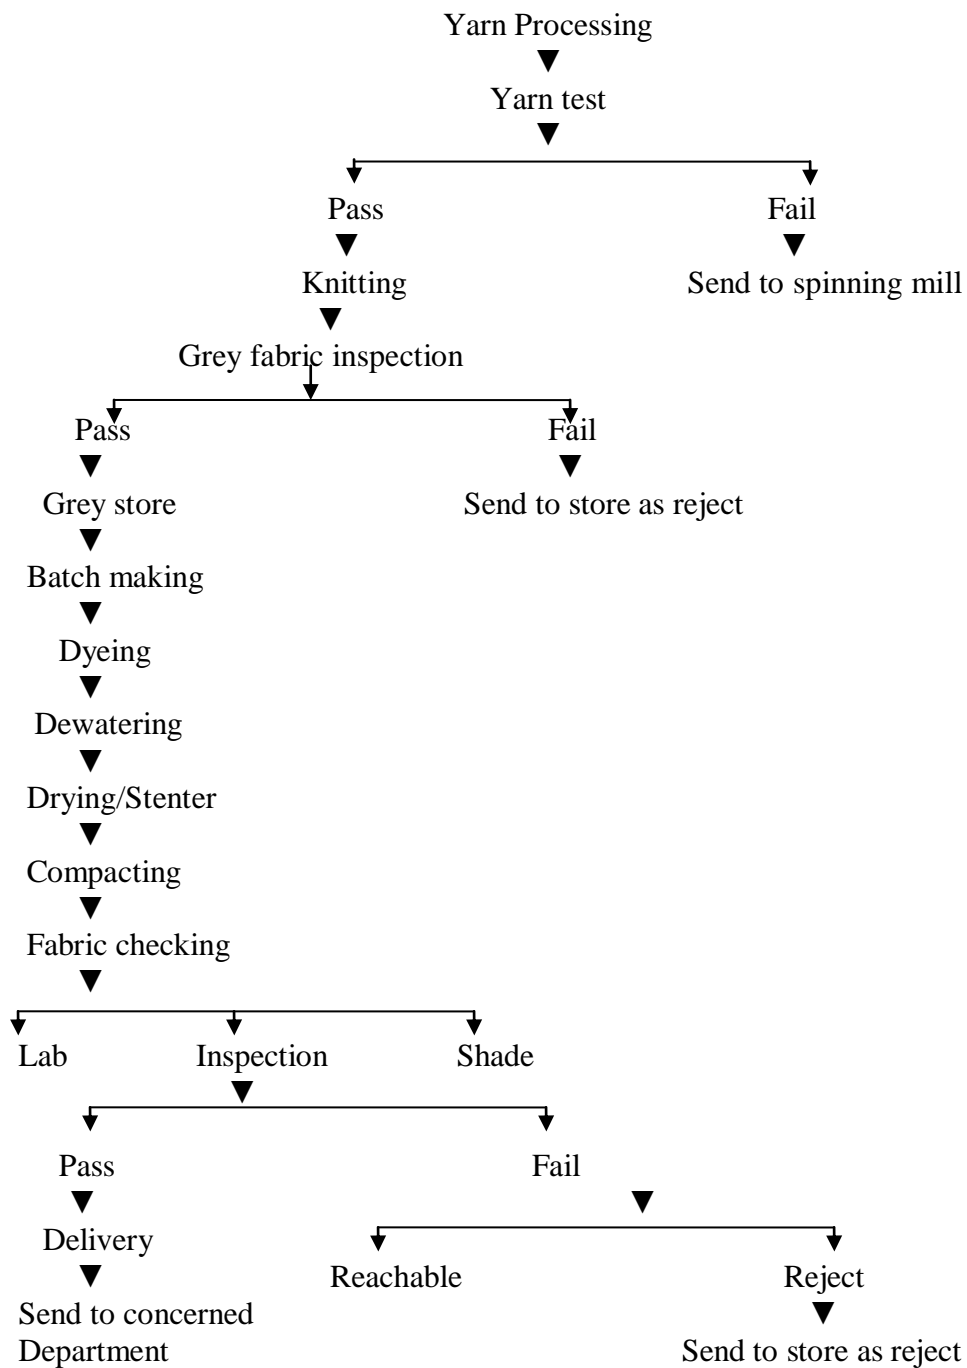 Yarn Processing
Yarn test
Pass
Fail
Knitting
Send to spinning mill
Grey fabric inspection
Pass
Fail
Grey store
Send to store as reject
Batch making
Dyeing
Dewatering
Drying/Stenter
Compacting
Fabric checking
Lab
Inspection
Shade
Pass
Fail
Delivery
Reachable
Reject
Send to concerned
Department
Send to store as reject